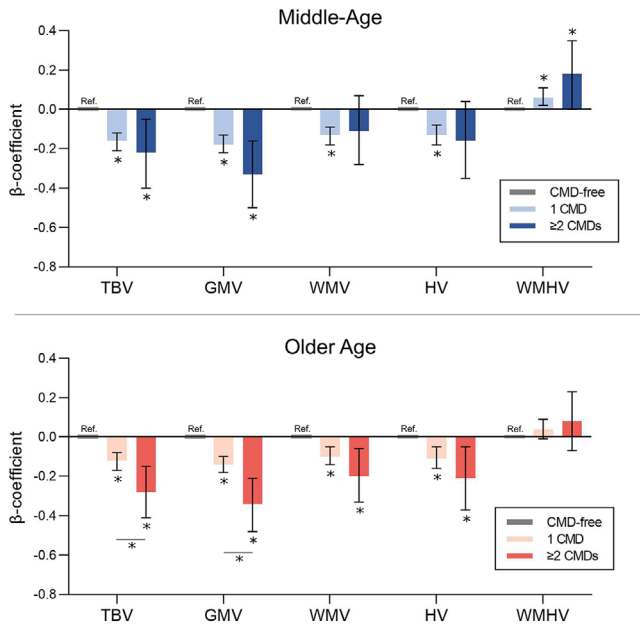 Middle-Age
β-coefficient
0.4
0.2
0.0
-0.2
-0.4
-0.6
-0.8
Ref.
Ref.
Ref.
Ref.
Ref.
*
*
*
*
*
*
*
*
CMD-free
1 CMD
≥2 CMDs
TBV GMV WMV HV WMHV
Older Age
β-coefficient
0.4
0.2
0.0
-0.2
-0.4
-0.6
-0.8
Ref.
Ref.
Ref.
Ref.
Ref.
*
*
*
*
*
*
*
*
*
*
CMD-free
1 CMD
≥2 CMDs
TBV GMV WMV HV WMHV